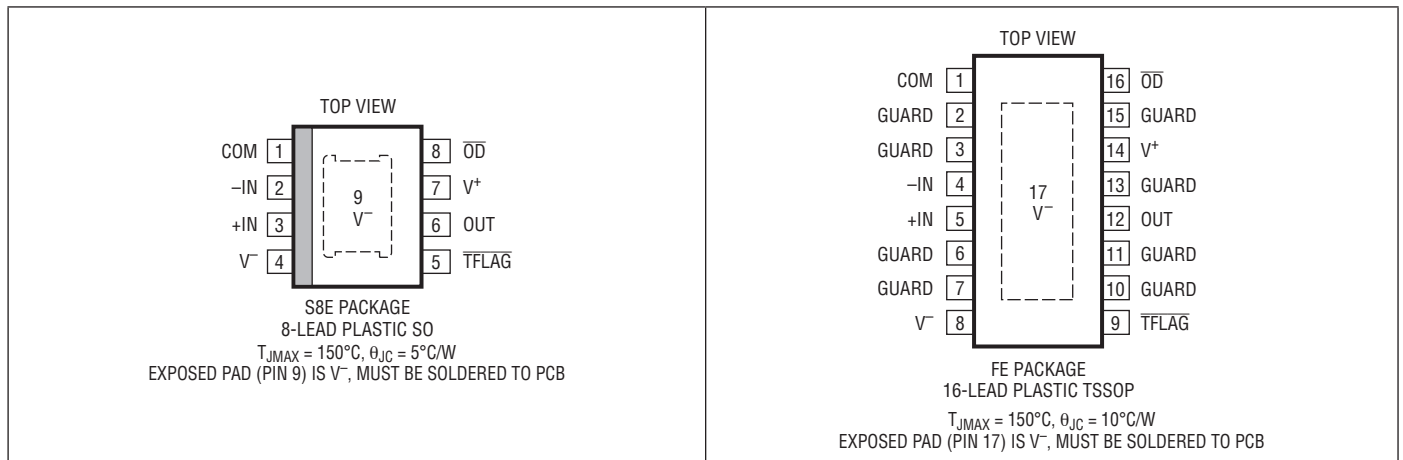 TOP VIEW
COM 1
–IN 2
+IN 3
V– 4
9
V–
8 OD
7 V+
6 OUT
5 TFLAG
S8E PACKAGE
8-LEAD PLASTIC SO
TJMAX = 150°C, θJC = 5°C/W
EXPOSED PAD (PIN 9) IS V–, MUST BE SOLDERED TO PCB
TOP VIEW
COM 1
GUARD 2
GUARD 3
–IN 4
+IN 5
GUARD 6
GUARD 7
V– 8
17
V–
16 OD
15 GUARD
14 V+
13 GUARD
12 OUT
11 GUARD
10 GUARD
9 TFLAG
FE PACKAGE
16-LEAD PLASTIC TSSOP
TJMAX = 150°C, θJC = 10°C/W
EXPOSED PAD (PIN 17) IS V–, MUST BE SOLDERED TO PCB